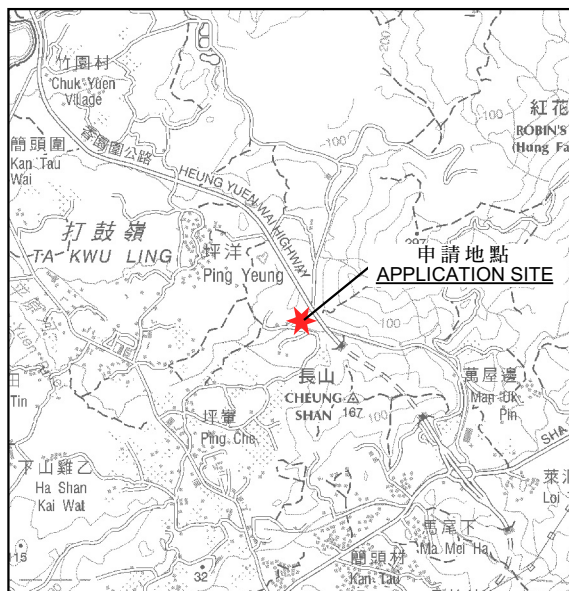 竹園村
Chuk Yuen
Village
紅花
ROBIN'S
(Hung Fa
簡頭圍
Kan Tau
Wai
香園圍公路
HEUNG YUEN WAI HIGHWAY
200
100
打鼓嶺
TA KWU LING
坪洋
Ping Yeung
297
申請地點
APPLICATION SITE
100
田
Tin
長山
CHEUNG
SHAN
167
100
萬屋邊
Man Uk
Pin
坪輋
Ping Che
SHA
下山雞乙
Ha Shan
Kai Wat
萊洞
Loi
馬尾下
Ma Mei Ha
簡頭村
Kan Tau
115
32